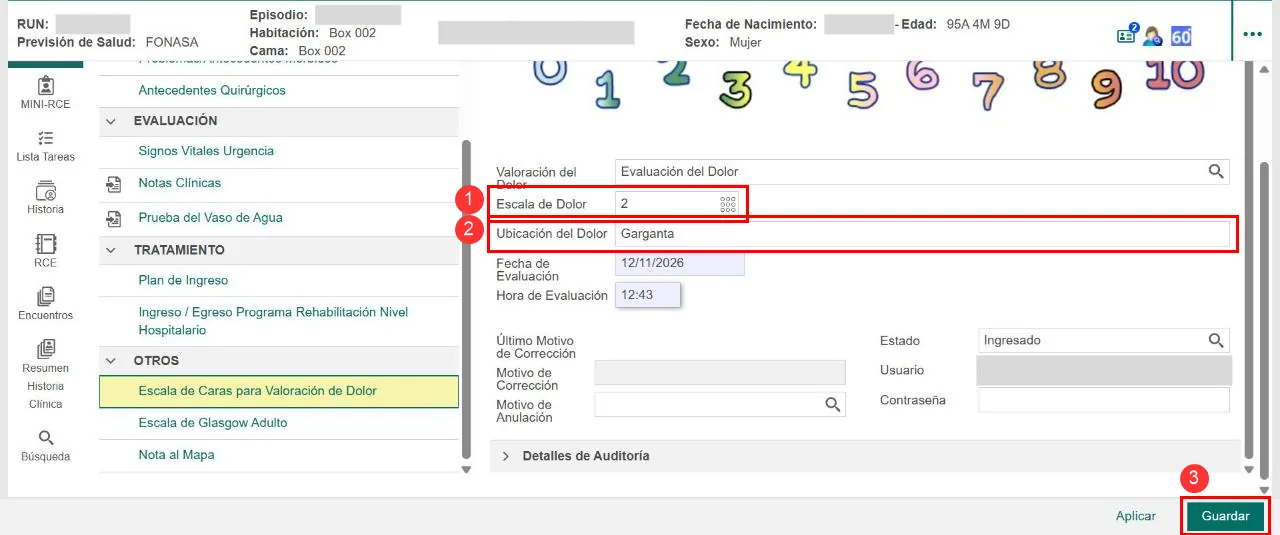 RUN:
Previsión de Salud: FONASA
Episodio:
Habitación: Box 002
Cama: Box 002
Fecha de Nacimiento: - Edad: 95A 4M 9D
Sexo: Mujer
2
60
MINI-RCE
Lista Tareas
Historia
RCE
Encuentros
Resumen
Historia
Clínica
Búsqueda
Antecedentes Quirúrgicos
EVALUACIÓN
Signos Vitales Urgencia
Notas Clínicas
Prueba del Vaso de Agua
TRATAMIENTO
Plan de Ingreso
Ingreso / Egreso Programa Rehabilitación Nivel
Hospitalario
OTROS
Escala de Caras para Valoración de Dolor
Escala de Glasgow Adulto
Nota al Mapa
0 1 2 3 4 5 6 7 8 9 10
Valoración del
Dolor
Evaluación del Dolor
1
Escala de Dolor 2
2
Ubicación del Dolor Garganta
Fecha de
Evaluación
12/11/2026
Hora de Evaluación 12:43
Último Motivo
de Corrección
Motivo de
Corrección
Motivo de
Anulación
Estado Ingresado
Usuario
Contraseña
Detalles de Auditoría
3
Aplicar Guardar